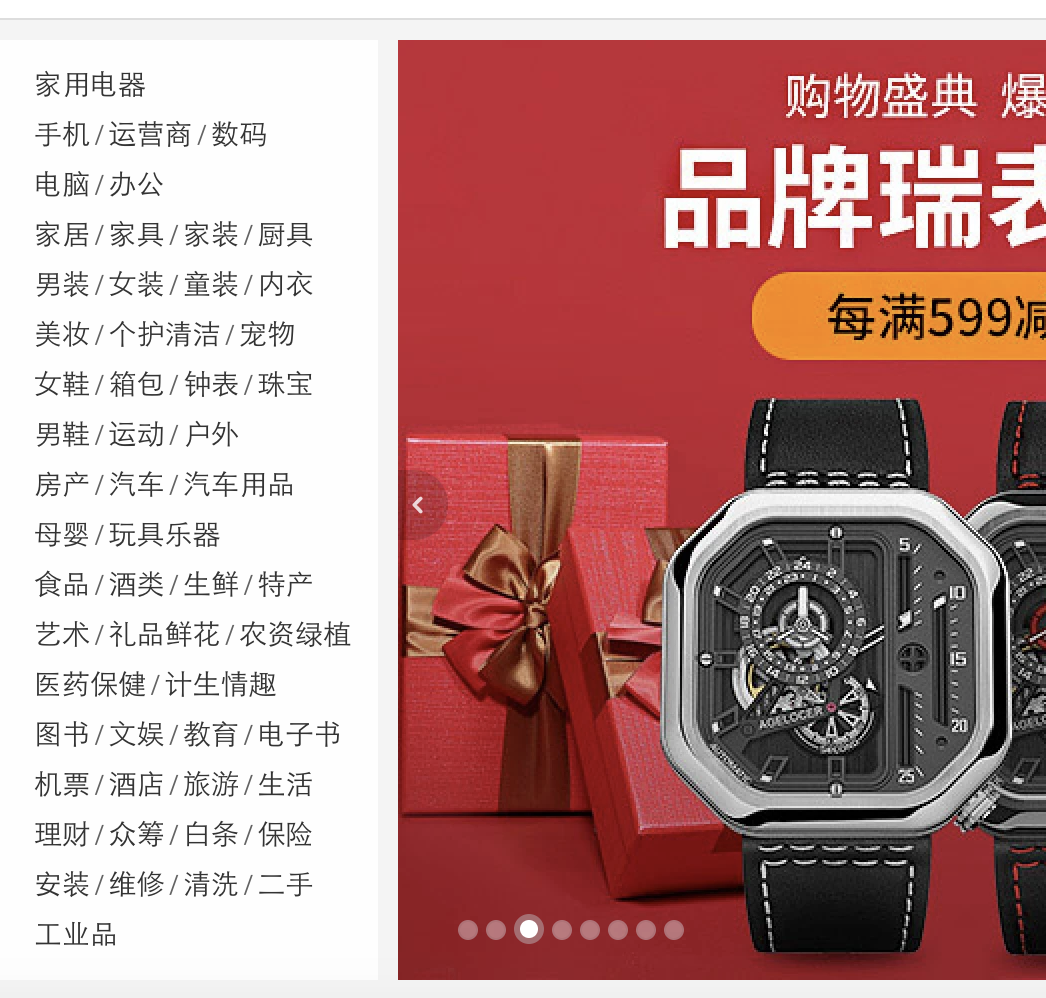 家用电器
手机/运营商/数码
电脑/办公
家居/家具/家装/厨具
男装/女装/童装/内衣
美妆/个护清洁/宠物
女鞋/箱包/钟表/珠宝
男鞋/运动/户外
房产/汽车/汽车用品
母婴/玩具乐器
食品/酒类/生鲜/特产
艺术/礼品鲜花/农资绿植
医药保健/计生情趣
图书/文娱/教育/电子书
机票/酒店/旅游/生活
理财/众筹/白条/保险
安装/维修/清洗/二手
工业品
购物盛典 爆
品牌瑞表
每满599减
5
10
15
20
25
AGELOCER